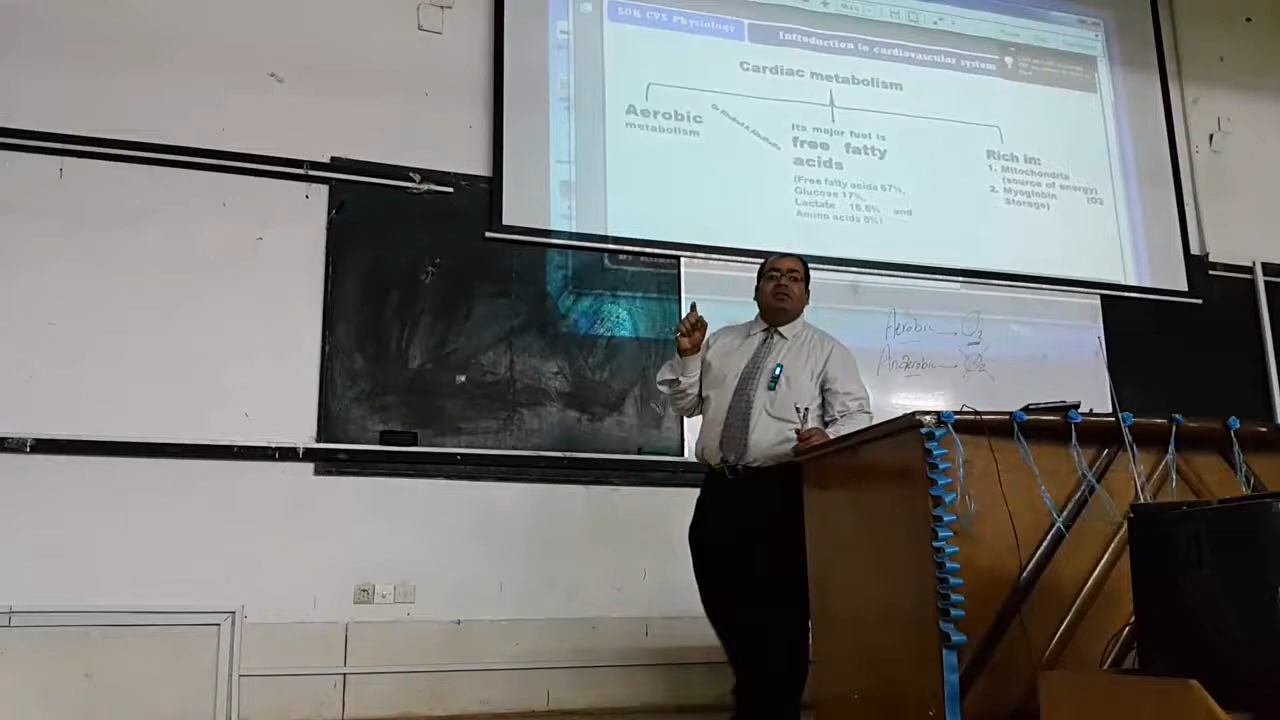 SOK CVS Physiology
Introduction to cardiovascular system
Cardiac metabolism
Aerobic
metabolism
Its major fuel is
free fatty
acids
(Free fatty acids 67%,
Glucose 17%,
Lactate 16.6% and
Amino acids 5%)
Rich in:
1. Mitochondria
(source of energy)
2. Myoglobin (O2
Storage)
Aerobic → O2
Anaerobic → O2